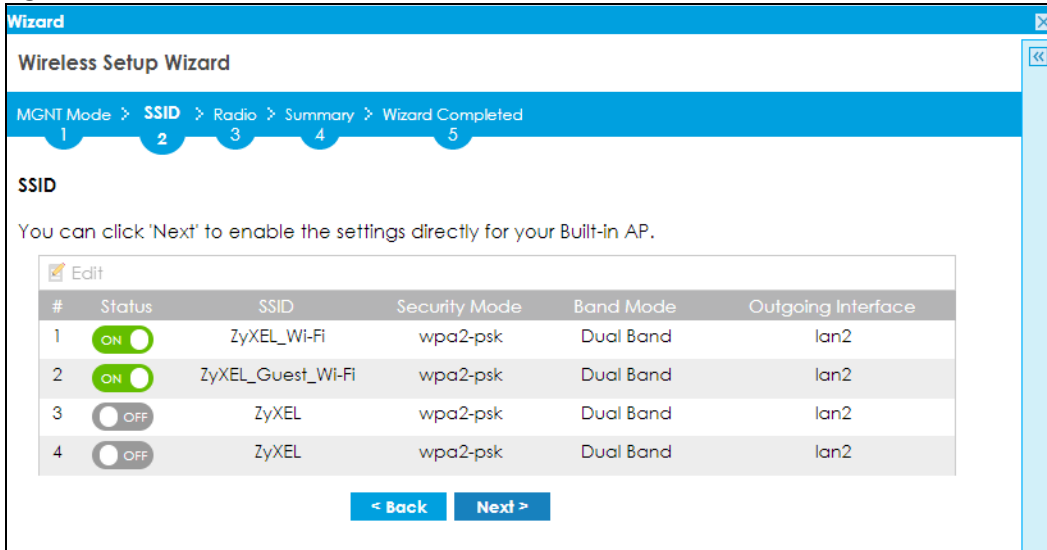 Wizard
Wireless Setup Wizard
MGNT Mode > SSID > Radio > Summary > Wizard Completed
1 2 3 4 5
SSID
You can click 'Next' to enable the settings directly for your Built-in AP.
Edit
# Status SSID Security Mode Band Mode Outgoing Interface
1 ON ZyXEL_Wi-Fi wpa2-psk Dual Band lan2
2 ON ZyXEL_Guest_Wi-Fi wpa2-psk Dual Band lan2
3 OFF ZyXEL wpa2-psk Dual Band lan2
4 OFF ZyXEL wpa2-psk Dual Band lan2
< Back Next >